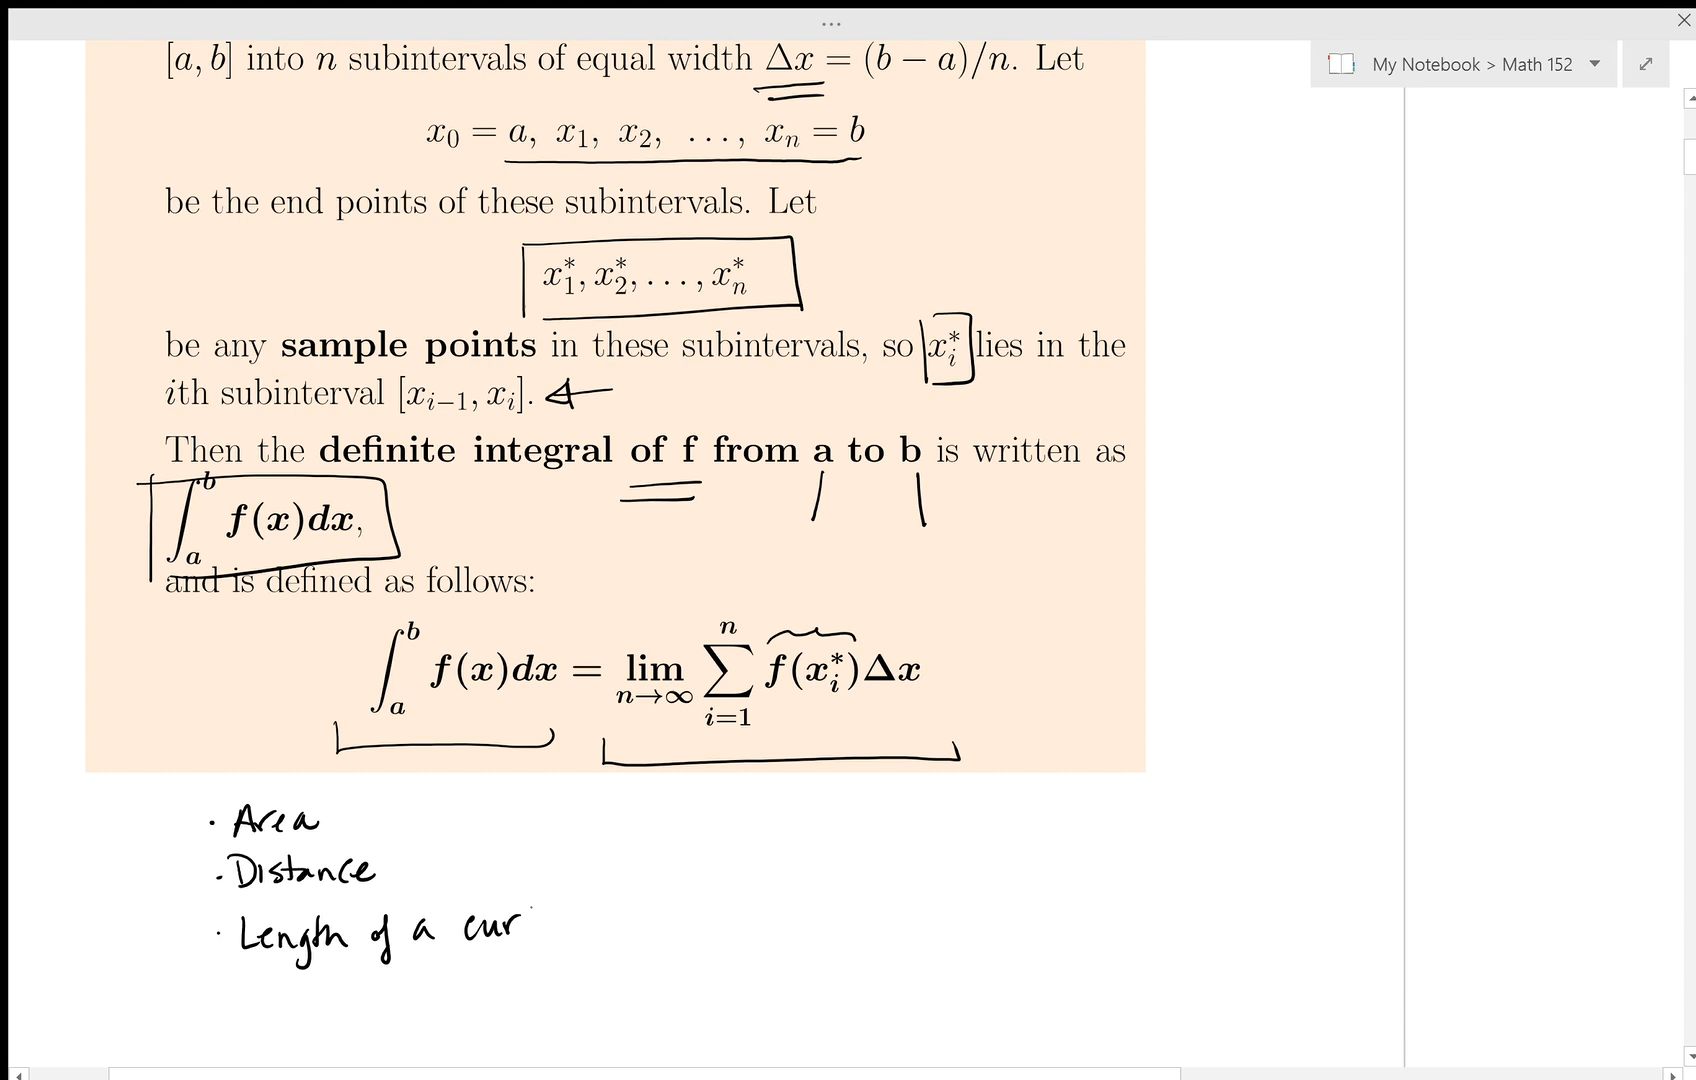 ...
My Notebook > Math 152
[a, b] into n subintervals of equal width Δx = (b − a)/n. Let
x₀ = a, x₁, x₂, . . . , xₙ = b
be the end points of these subintervals. Let
x₁*, x₂*, . . . , xₙ*
be any sample points in these subintervals, so xᵢ* lies in the
ith subinterval [xᵢ₋₁, xᵢ].
Then the definite integral of f from a to b is written as
∫ₐᵇ f(x)dx,
and is defined as follows:
∫ₐᵇ f(x)dx = lim n→∞ ∑ i=1 n f(xᵢ*)Δx
· Area
· Distance
· Length of a cur